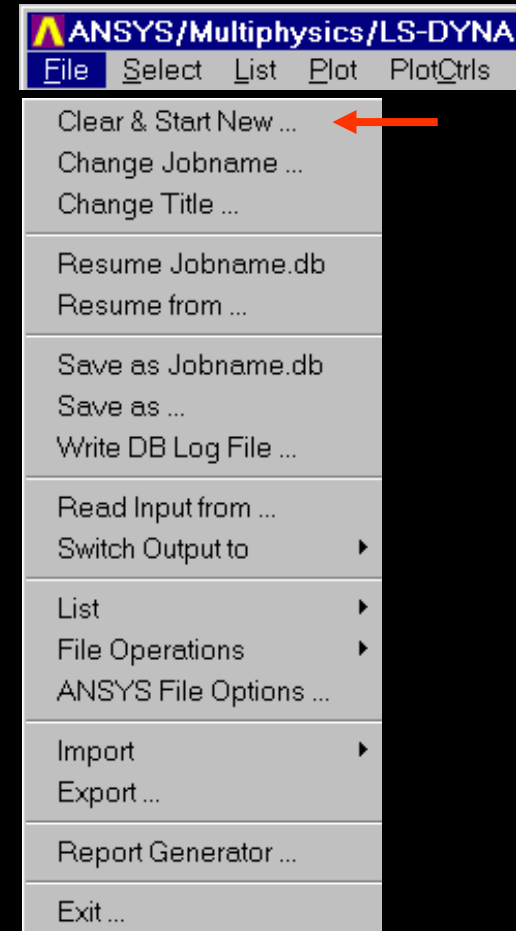 ANSYS/Multiphysics/LS-DYNA
File Select List Plot PlotCtrls
Clear & Start New ...
Change Jobname ...
Change Title ...
Resume Jobname.db
Resume from ...
Save as Jobname.db
Save as ...
Write DB Log File ...
Read Input from ...
Switch Output to
List
File Operations
ANSYS File Options ...
Import
Export ...
Report Generator ...
Exit ...